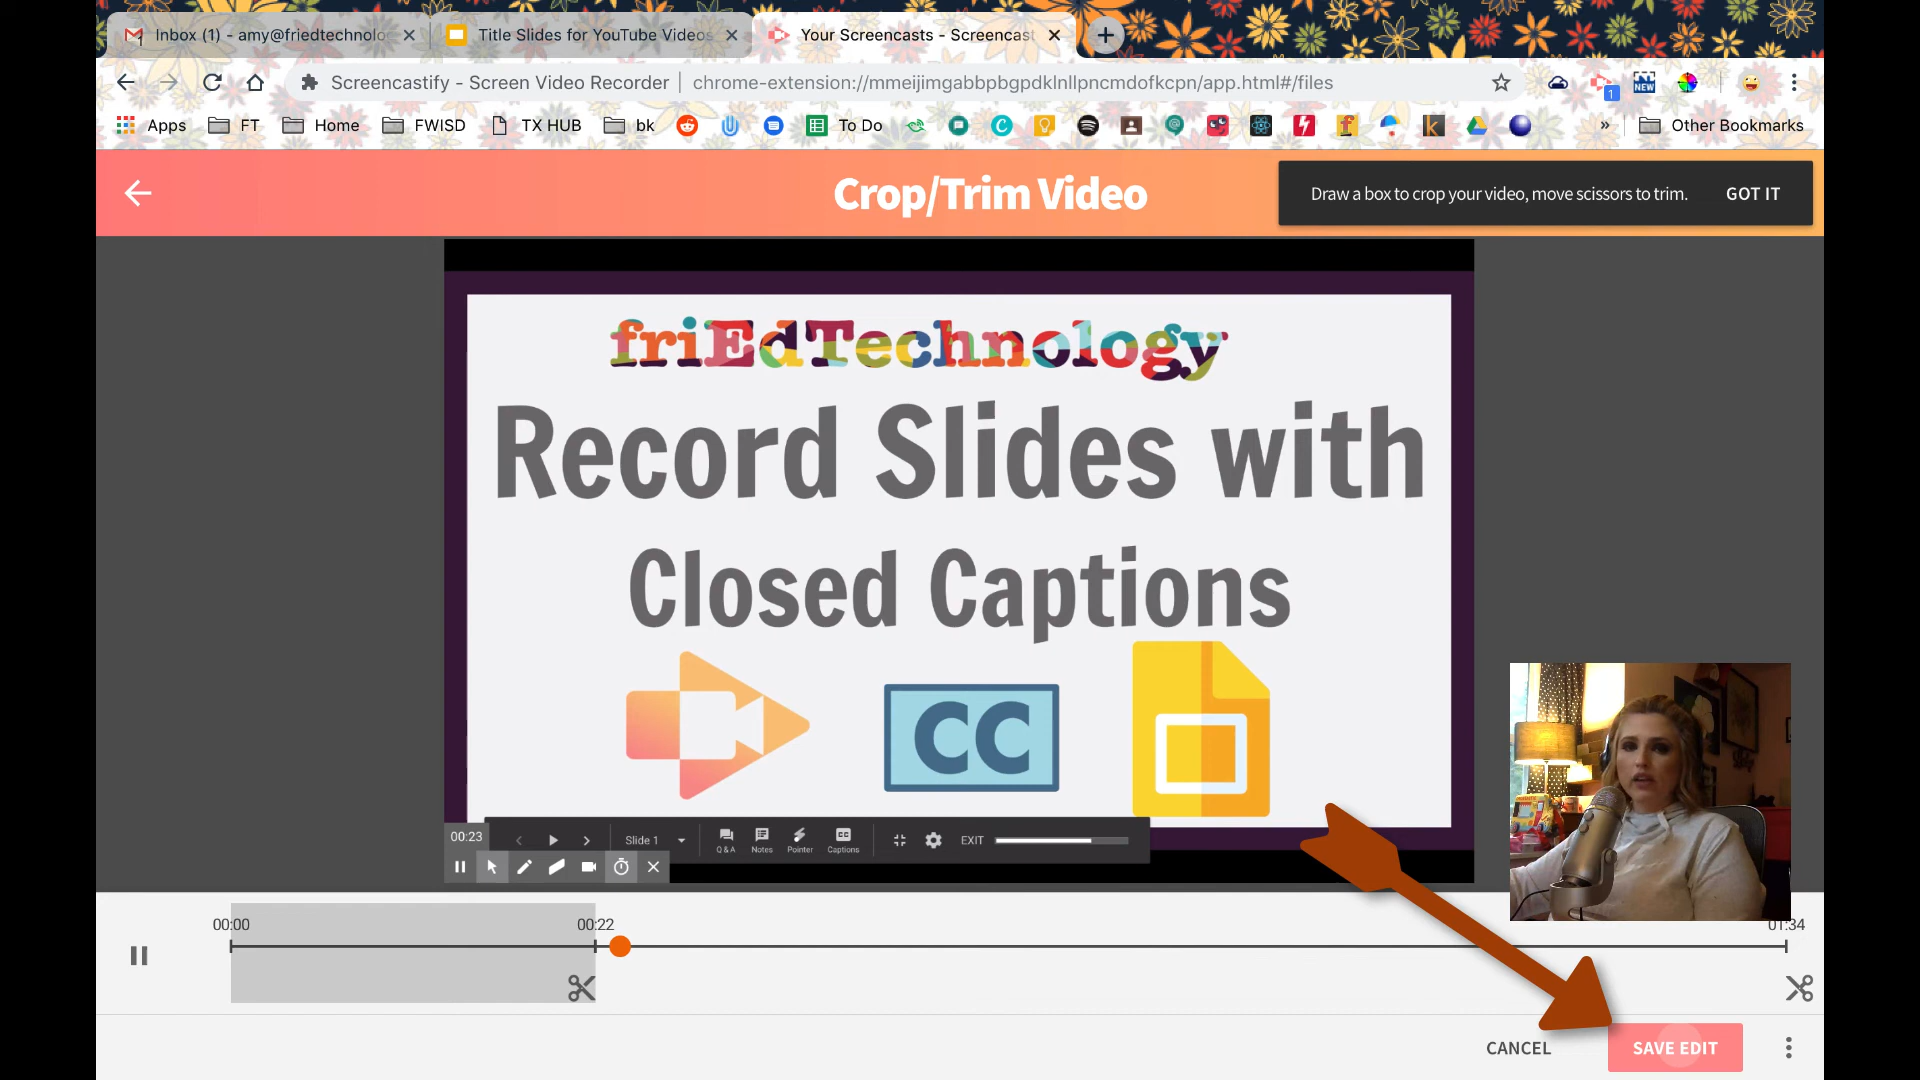 Inbox (1) - amy@friedtechnolo
Title Slides for YouTube Videos
Your Screencasts - Screencast
Screencastify - Screen Video Recorder | chrome-extension://mmeijimgabbpbgpdklnllpncmdofkcpn/app.html#/files
1
NEW
Apps FT Home FWISD TX HUB bk To Do » Other Bookmarks
Crop/Trim Video
Draw a box to crop your video, move scissors to trim. GOT IT
friEdTechnology
Record Slides with
Closed Captions
CC
00:23
Slide 1
Q & A Notes Pointer Captions
EXIT
00:00 00:22 01:34
CANCEL SAVE EDIT